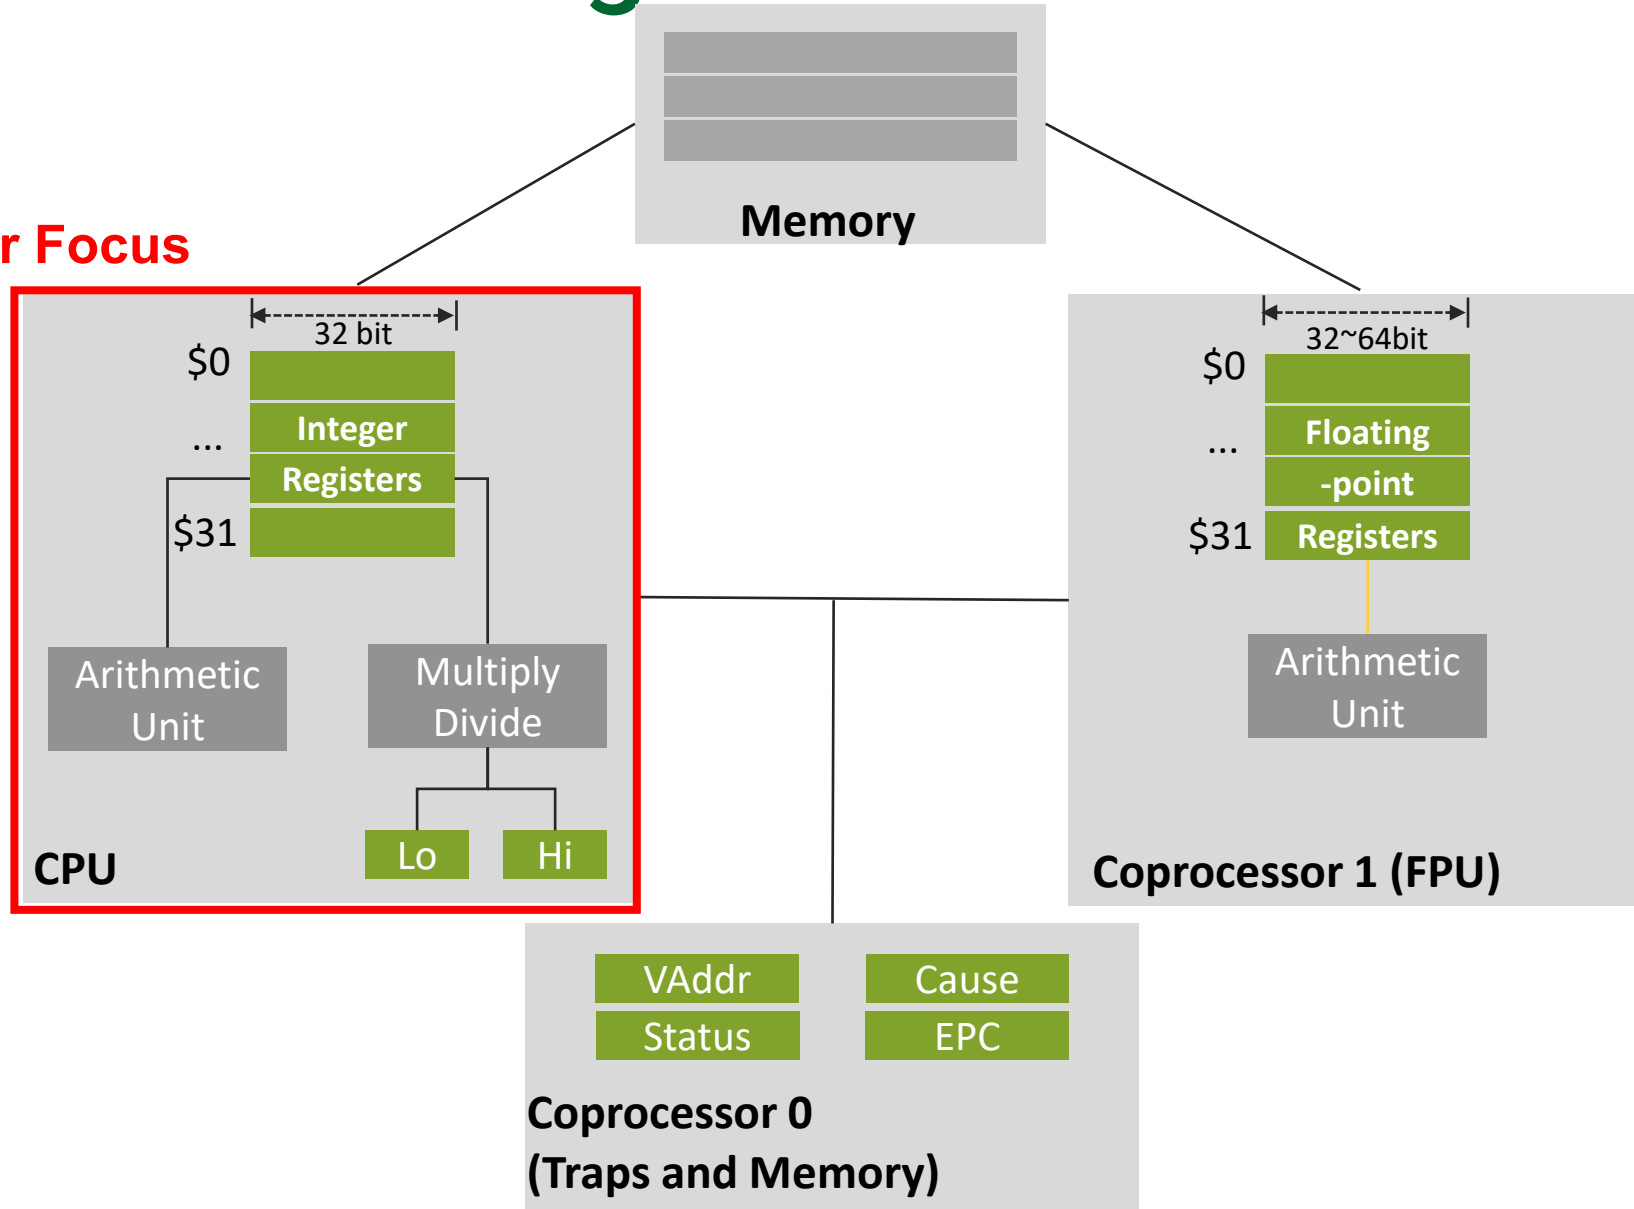 Memory
r Focus
32 bit
$0
...
$31
Integer
Registers
Arithmetic
Unit
Multiply
Divide
Lo
Hi
CPU
32~64bit
$0
...
$31
Floating
-point
Registers
Arithmetic
Unit
Coprocessor 1 (FPU)
VAddr
Cause
Status
EPC
Coprocessor 0
(Traps and Memory)